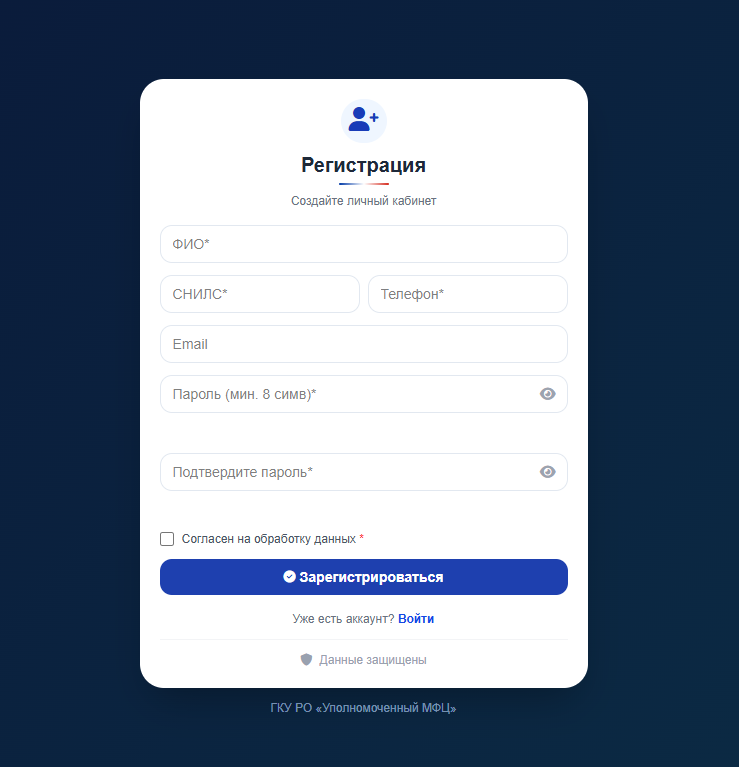 Регистрация
Создайте личный кабинет
ФИО*
СНИЛС* Телефон*
Email
Пароль (мин. 8 симв)*
Подтвердите пароль*
Согласен на обработку данных *
Зарегистрироваться
Уже есть аккаунт? Войти
Данные защищены
ГКУ РО «Уполномоченный МФЦ»